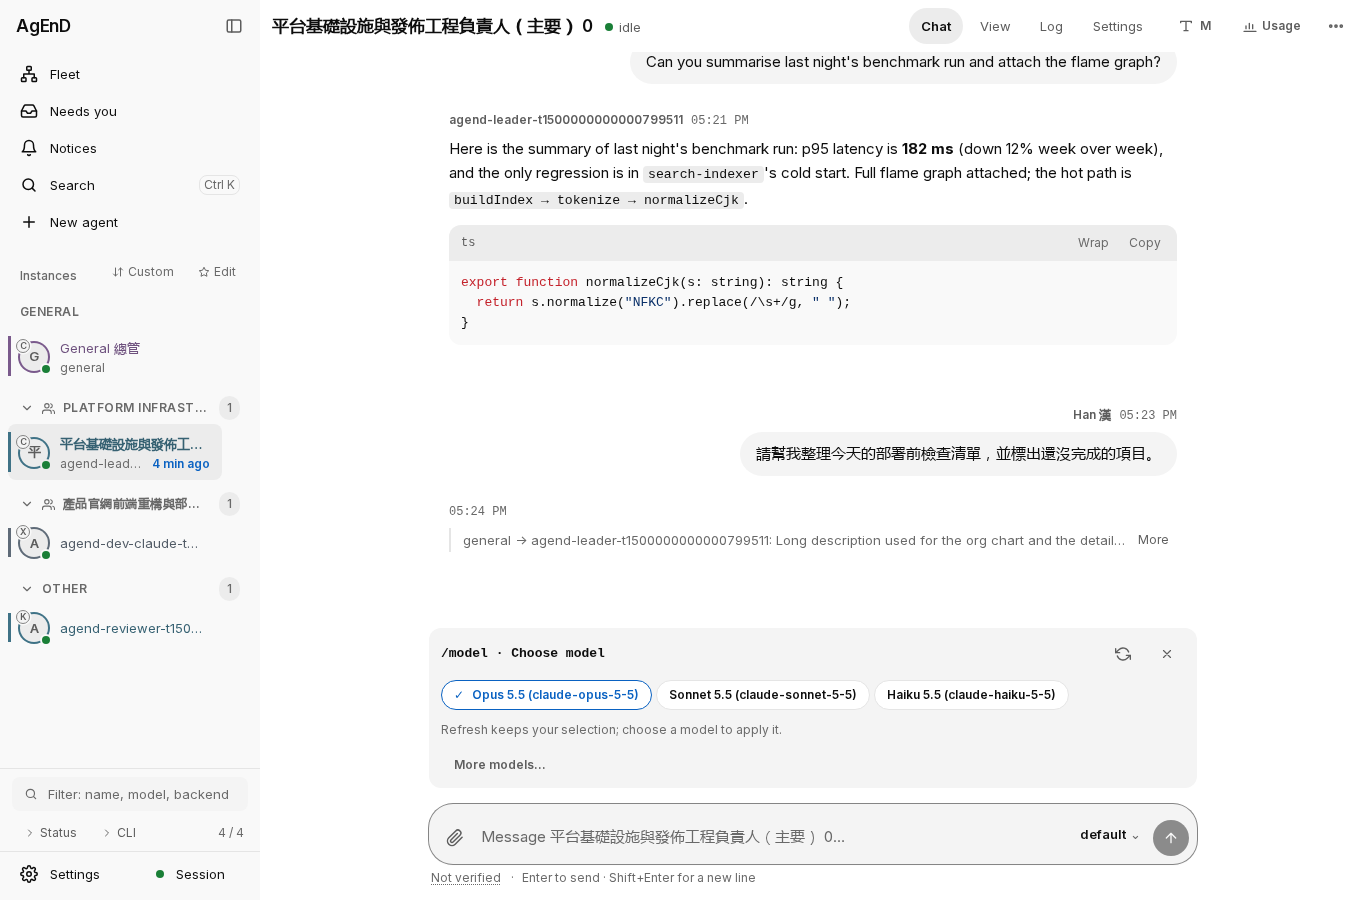 AgEnD
Fleet
Needs you
Notices
Search
Ctrl K
New agent
Instances
Custom
Edit
GENERAL
C
G
General 總管
general
PLATFORM INFRAST…
1
C
平
平台基礎設施與發佈工…
agend-lead…
4 min ago
產品官網前端重構與部…
1
X
A
agend-dev-claude-t…
OTHER
1
K
A
agend-reviewer-t150…
Filter: name, model, backend
Status
CLI
4 / 4
Settings
Session
平台基礎設施與發佈工程負責人（主要）0
idle
Chat
View
Log
Settings
M
Usage
Can you summarise last night's benchmark run and attach the flame graph?
agend-leader-t1500000000000799511 05:21 PM
Here is the summary of last night's benchmark run: p95 latency is 182 ms (down 12% week over week),
and the only regression is in search-indexer's cold start. Full flame graph attached; the hot path is
buildIndex → tokenize → normalizeCjk.
ts
Wrap
Copy
export function normalizeCjk(s: string): string {
return s.normalize("NFKC").replace(/\s+/g, " ");
}
Han 漢 05:23 PM
請幫我整理今天的部署前檢查清單，並標出還沒完成的項目。
05:24 PM
general → agend-leader-t1500000000000799511: Long description used for the org chart and the detail…
More
/model · Choose model
✓ Opus 5.5 (claude-opus-5-5)
Sonnet 5.5 (claude-sonnet-5-5)
Haiku 5.5 (claude-haiku-5-5)
Refresh keeps your selection; choose a model to apply it.
More models…
Message 平台基礎設施與發佈工程負責人（主要）0…
default
Not verified · Enter to send · Shift+Enter for a new line